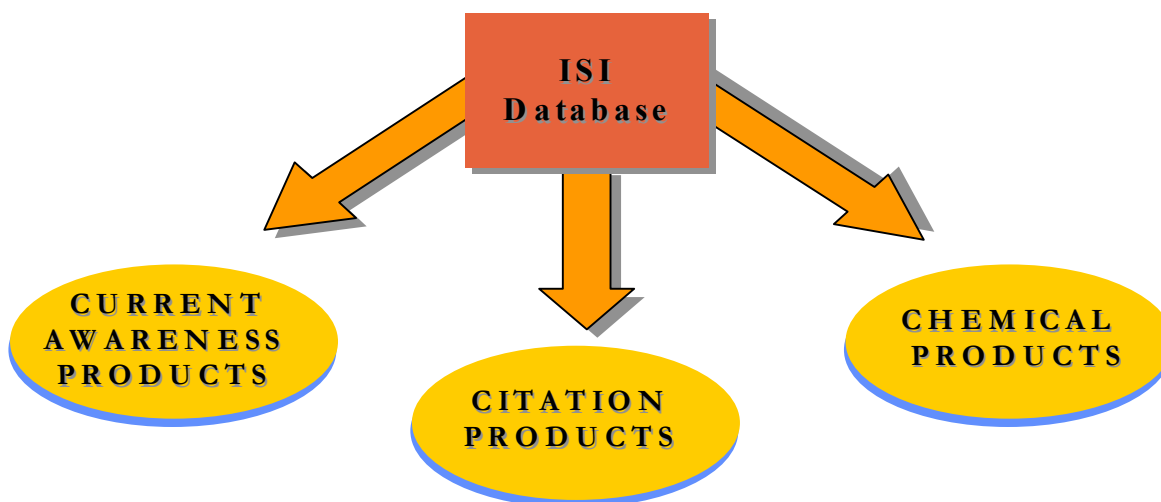 ISI
Database
CURRENT
AWARENESS
PRODUCTS
CITATION
PRODUCTS
CHEMICAL
PRODUCTS